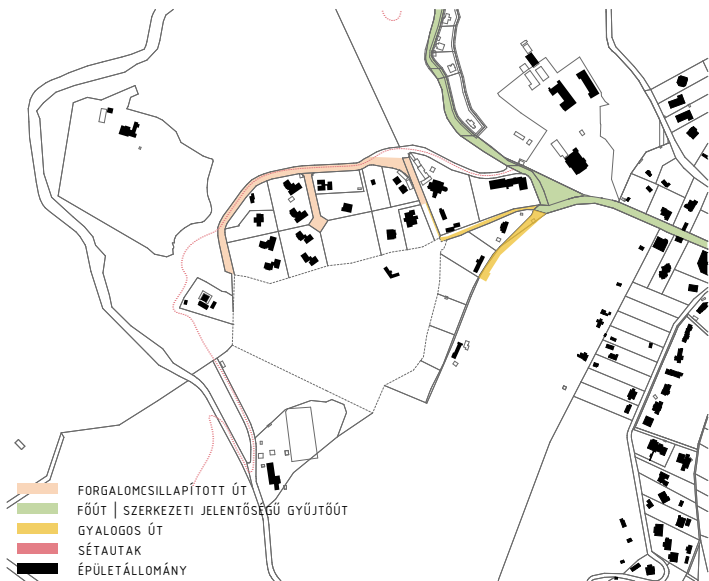 FORGALOMCSILLAPÍTOTT ÚT
FŐÚT | SZERKEZETI JELENTŐSÉGŰ GYŰJTŐÚT
GYALOGOS ÚT
SÉTAUTAK
ÉPÜLETÁLLOMÁNY